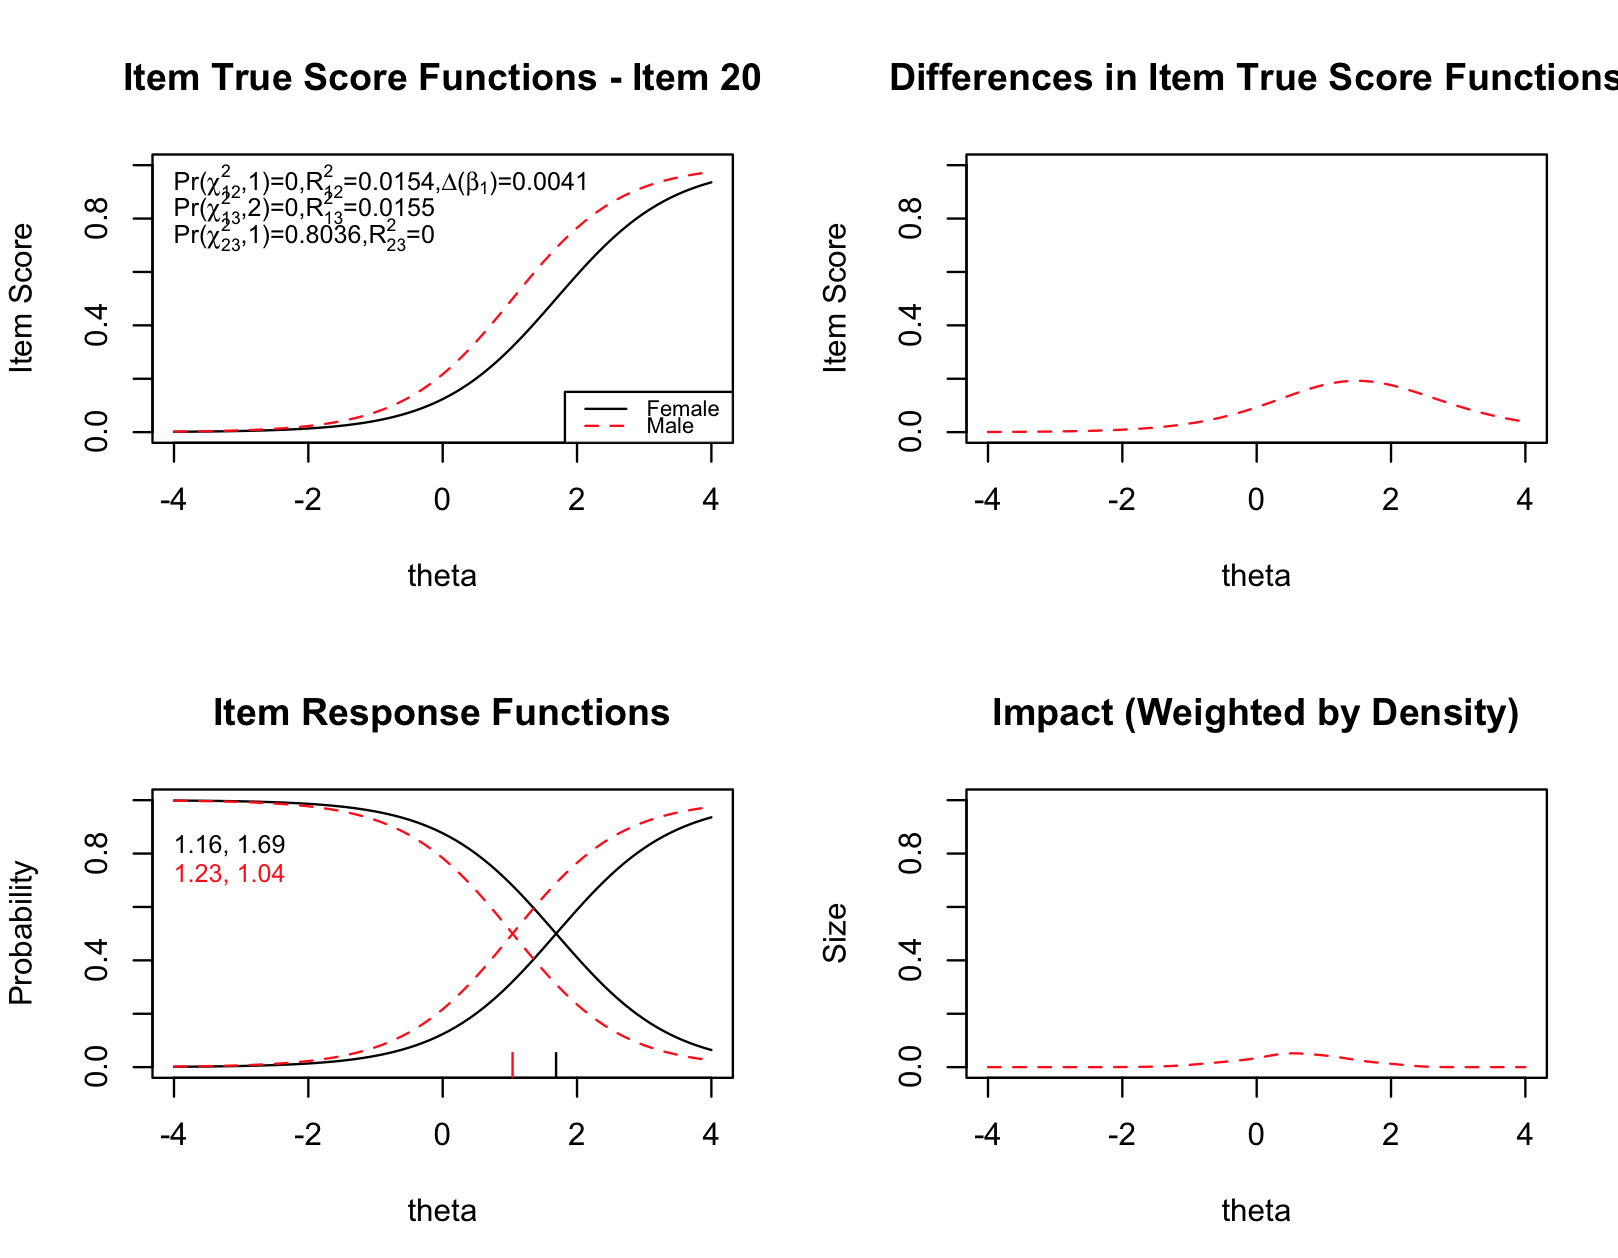 Item True Score Functions - Item 20
Pr(χ²₁₂,1)=0,R²₁₂=0.0154,Δ(β₁)=0.0041
Pr(χ²₁₃,2)=0,R²₁₃=0.0155
Pr(χ²₂₃,1)=0.8036,R²₂₃=0
Item Score
0.0 0.4 0.8
Female
Male
-4 -2 0 2 4
theta
Differences in Item True Score Functions
Item Score
0.0 0.4 0.8
-4 -2 0 2 4
theta
Item Response Functions
1.16, 1.69
1.23, 1.04
Probability
0.0 0.4 0.8
-4 -2 0 2 4
theta
Impact (Weighted by Density)
Size
0.0 0.4 0.8
-4 -2 0 2 4
theta